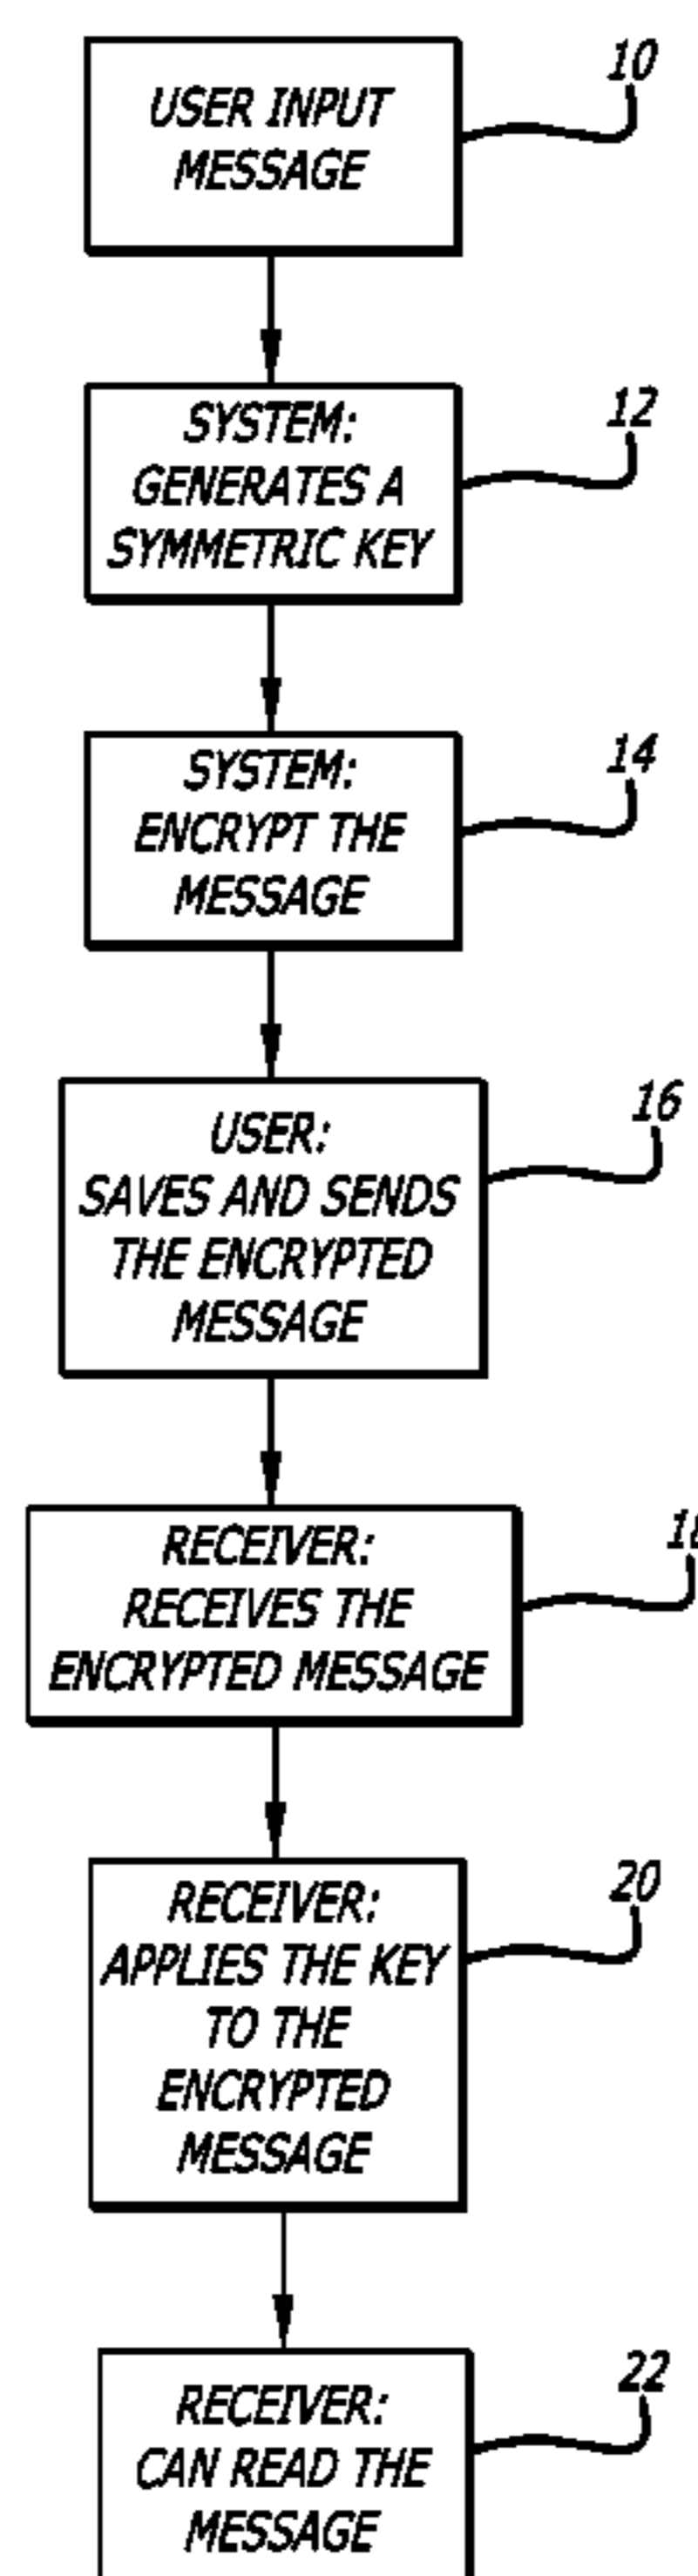 USER INPUT
MESSAGE
10
SYSTEM:
GENERATES A
SYMMETRIC KEY
12
SYSTEM:
ENCRYPT THE
MESSAGE
14
USER:
SAVES AND SENDS
THE ENCRYPTED
MESSAGE
16
RECEIVER:
RECEIVES THE
ENCRYPTED MESSAGE
RECEIVER:
APPLIES THE KEY
TO THE
ENCRYPTED
MESSAGE
20
RECEIVER:
CAN READ THE
MESSAGE
22